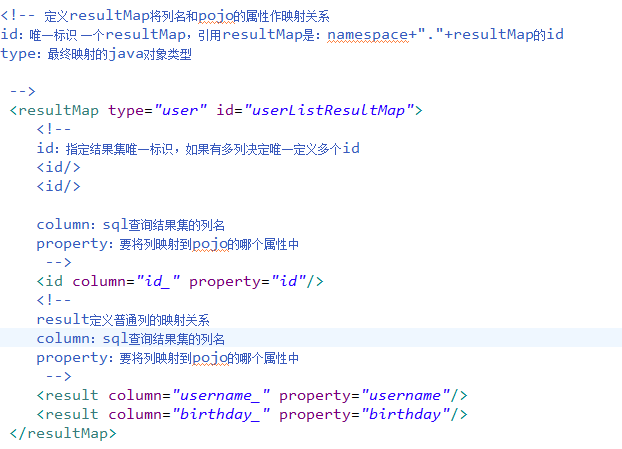 <!-- 定义resultMap将列名和pojo的属性作映射关系
id：唯一标识 一个resultMap，引用resultMap是：namespace+"."+resultMap的id
type：最终映射的java对象类型
-->
<resultMap type="user" id="userListResultMap">
<!--
id：指定结果集唯一标识，如果有多列决定唯一定义多个id
<id/>
<id/>
column：sql查询结果集的列名
property：要将列映射到pojo的哪个属性中
-->
<id column="id_" property="id"/>
<!--
result定义普通列的映射关系
column：sql查询结果集的列名
property：要将列映射到pojo的哪个属性中
-->
<result column="username_" property="username"/>
<result column="birthday_" property="birthday"/>
</resultMap>